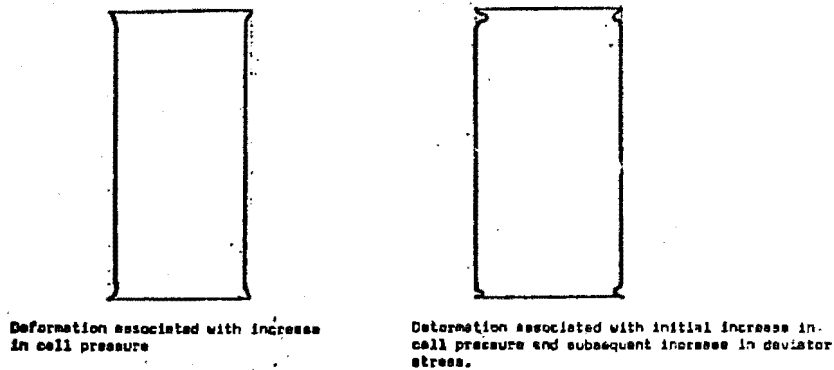 Deformation associated with increase
in cell pressure
Deformation associated with initial increase in
cell pressure and subsequent increase in deviator
stress.